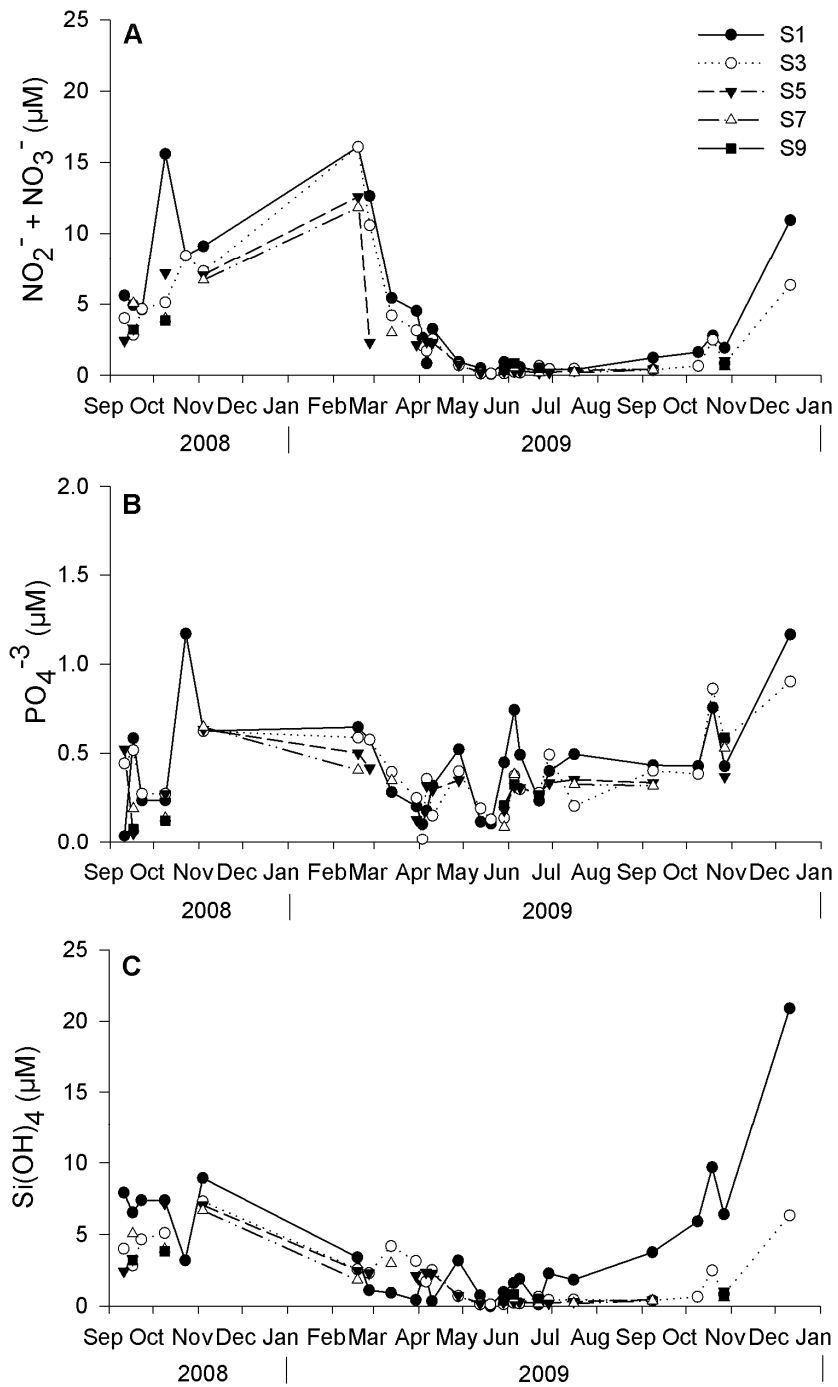 A
NO2⁻ + NO3⁻ (µM)
25
20
15
10
5
0
S1
S3
S5
S7
S9
Sep Oct Nov Dec Jan Feb Mar Apr May Jun Jul Aug Sep Oct Nov Dec Jan
2008 2009
B
PO4⁻³ (µM)
2.0
1.5
1.0
0.5
0.0
Sep Oct Nov Dec Jan Feb Mar Apr May Jun Jul Aug Sep Oct Nov Dec Jan
2008 2009
C
Si(OH)4 (µM)
25
20
15
10
5
0
Sep Oct Nov Dec Jan Feb Mar Apr May Jun Jul Aug Sep Oct Nov Dec Jan
2008 2009